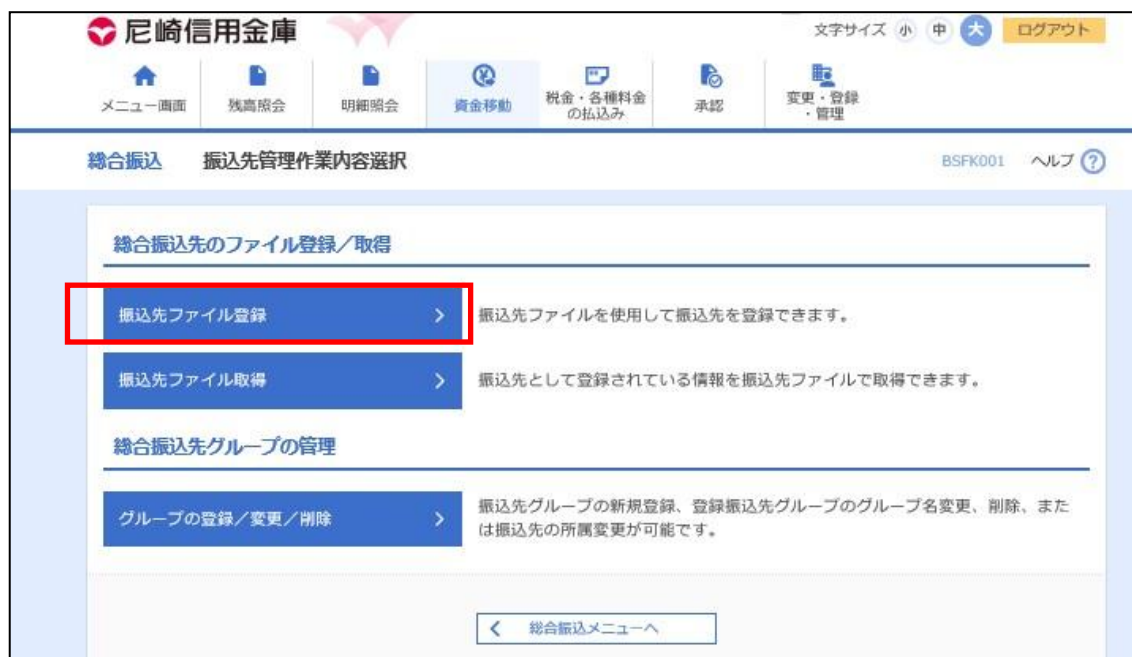 尼崎信用金庫
文字サイズ 小 中 大 ログアウト
メニュー画面 残高照会 明細照会 資金移動 税金・各種料金の払込み 承認 変更・登録・管理
総合振込 振込先管理作業内容選択 BSFK001 ヘルプ ?
総合振込先のファイル登録／取得
振込先ファイル登録 振込先ファイルを使用して振込先を登録できます。
振込先ファイル取得 振込先として登録されている情報を振込先ファイルで取得できます。
総合振込先グループの管理
グループの登録／変更／削除 振込先グループの新規登録、登録振込先グループのグループ名変更、削除、また
は振込先の所属変更が可能です。
総合振込メニューへ